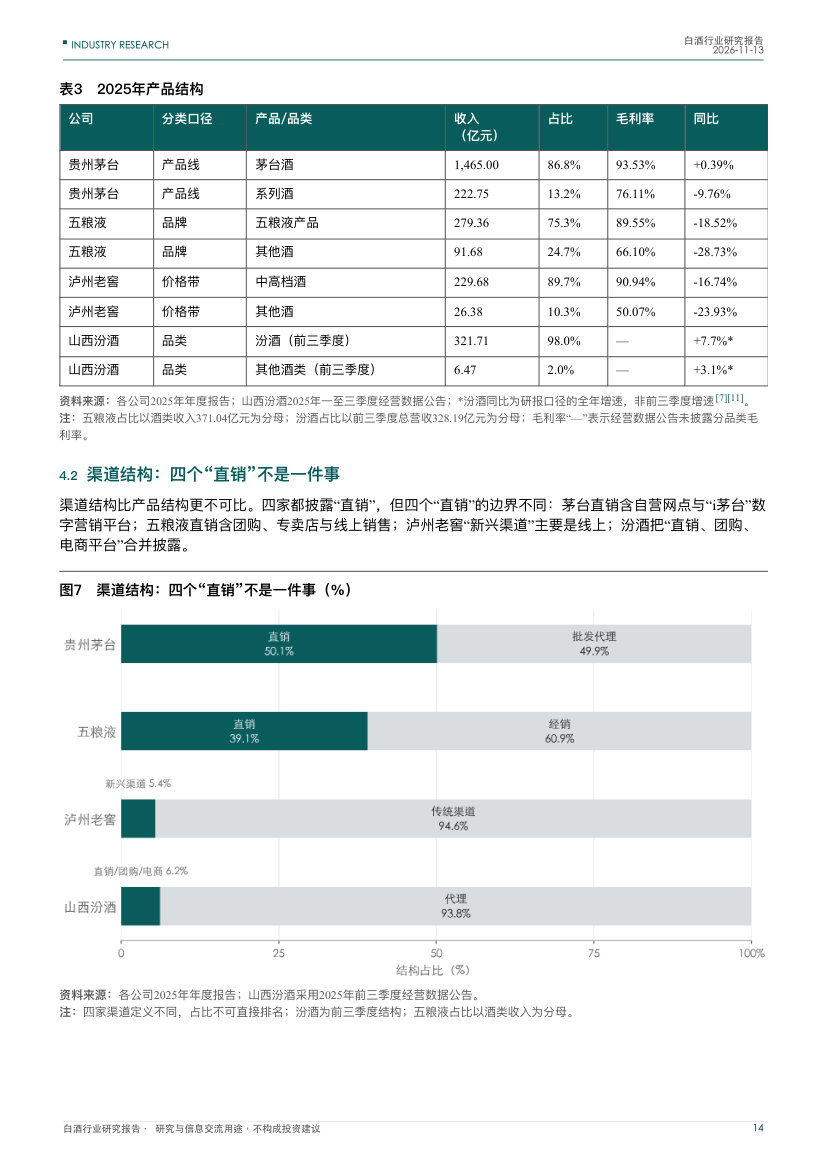 INDUSTRY RESEARCH
白酒行业研究报告
2026-11-13
表3 2025年产品结构
公司 分类口径 产品/品类 收入（亿元） 占比 毛利率 同比
贵州茅台 产品线 茅台酒 1,465.00 86.8% 93.53% +0.39%
贵州茅台 产品线 系列酒 222.75 13.2% 76.11% -9.76%
五粮液 品牌 五粮液产品 279.36 75.3% 89.55% -18.52%
五粮液 品牌 其他酒 91.68 24.7% 66.10% -28.73%
泸州老窖 价格带 中高档酒 229.68 89.7% 90.94% -16.74%
泸州老窖 价格带 其他酒 26.38 10.3% 50.07% -23.93%
山西汾酒 品类 汾酒（前三季度） 321.71 98.0% — +7.7%*
山西汾酒 品类 其他酒类（前三季度） 6.47 2.0% — +3.1%*
资料来源：各公司2025年年度报告；山西汾酒2025年一至三季度经营数据公告；*汾酒同比为研报口径的全年增速，非前三季度增速[7][11]。
注：五粮液占比以酒类收入371.04亿元为分母；汾酒占比以前三季度总营收328.19亿元为分母；毛利率“—”表示经营数据公告未披露分品类毛
利率。
4.2 渠道结构：四个“直销”不是一件事
渠道结构比产品结构更不可比。四家都披露“直销”，但四个“直销”的边界不同：茅台直销含自营网点与“i茅台”数
字营销平台；五粮液直销含团购、专卖店与线上销售；泸州老窖“新兴渠道”主要是线上；汾酒把“直销、团购、
电商平台”合并披露。
图7 渠道结构：四个“直销”不是一件事（%）
贵州茅台 直销 50.1% 批发代理 49.9%
五粮液 直销 39.1% 经销 60.9%
新兴渠道 5.4%
泸州老窖 传统渠道 94.6%
直销/团购/电商 6.2%
山西汾酒 代理 93.8%
0 25 50 75 100%
结构占比（%）
资料来源：各公司2025年年度报告；山西汾酒采用2025年前三季度经营数据公告。
注：四家渠道定义不同，占比不可直接排名；汾酒为前三季度结构；五粮液占比以酒类收入为分母。
白酒行业研究报告 · 研究与信息交流用途 · 不构成投资建议
14